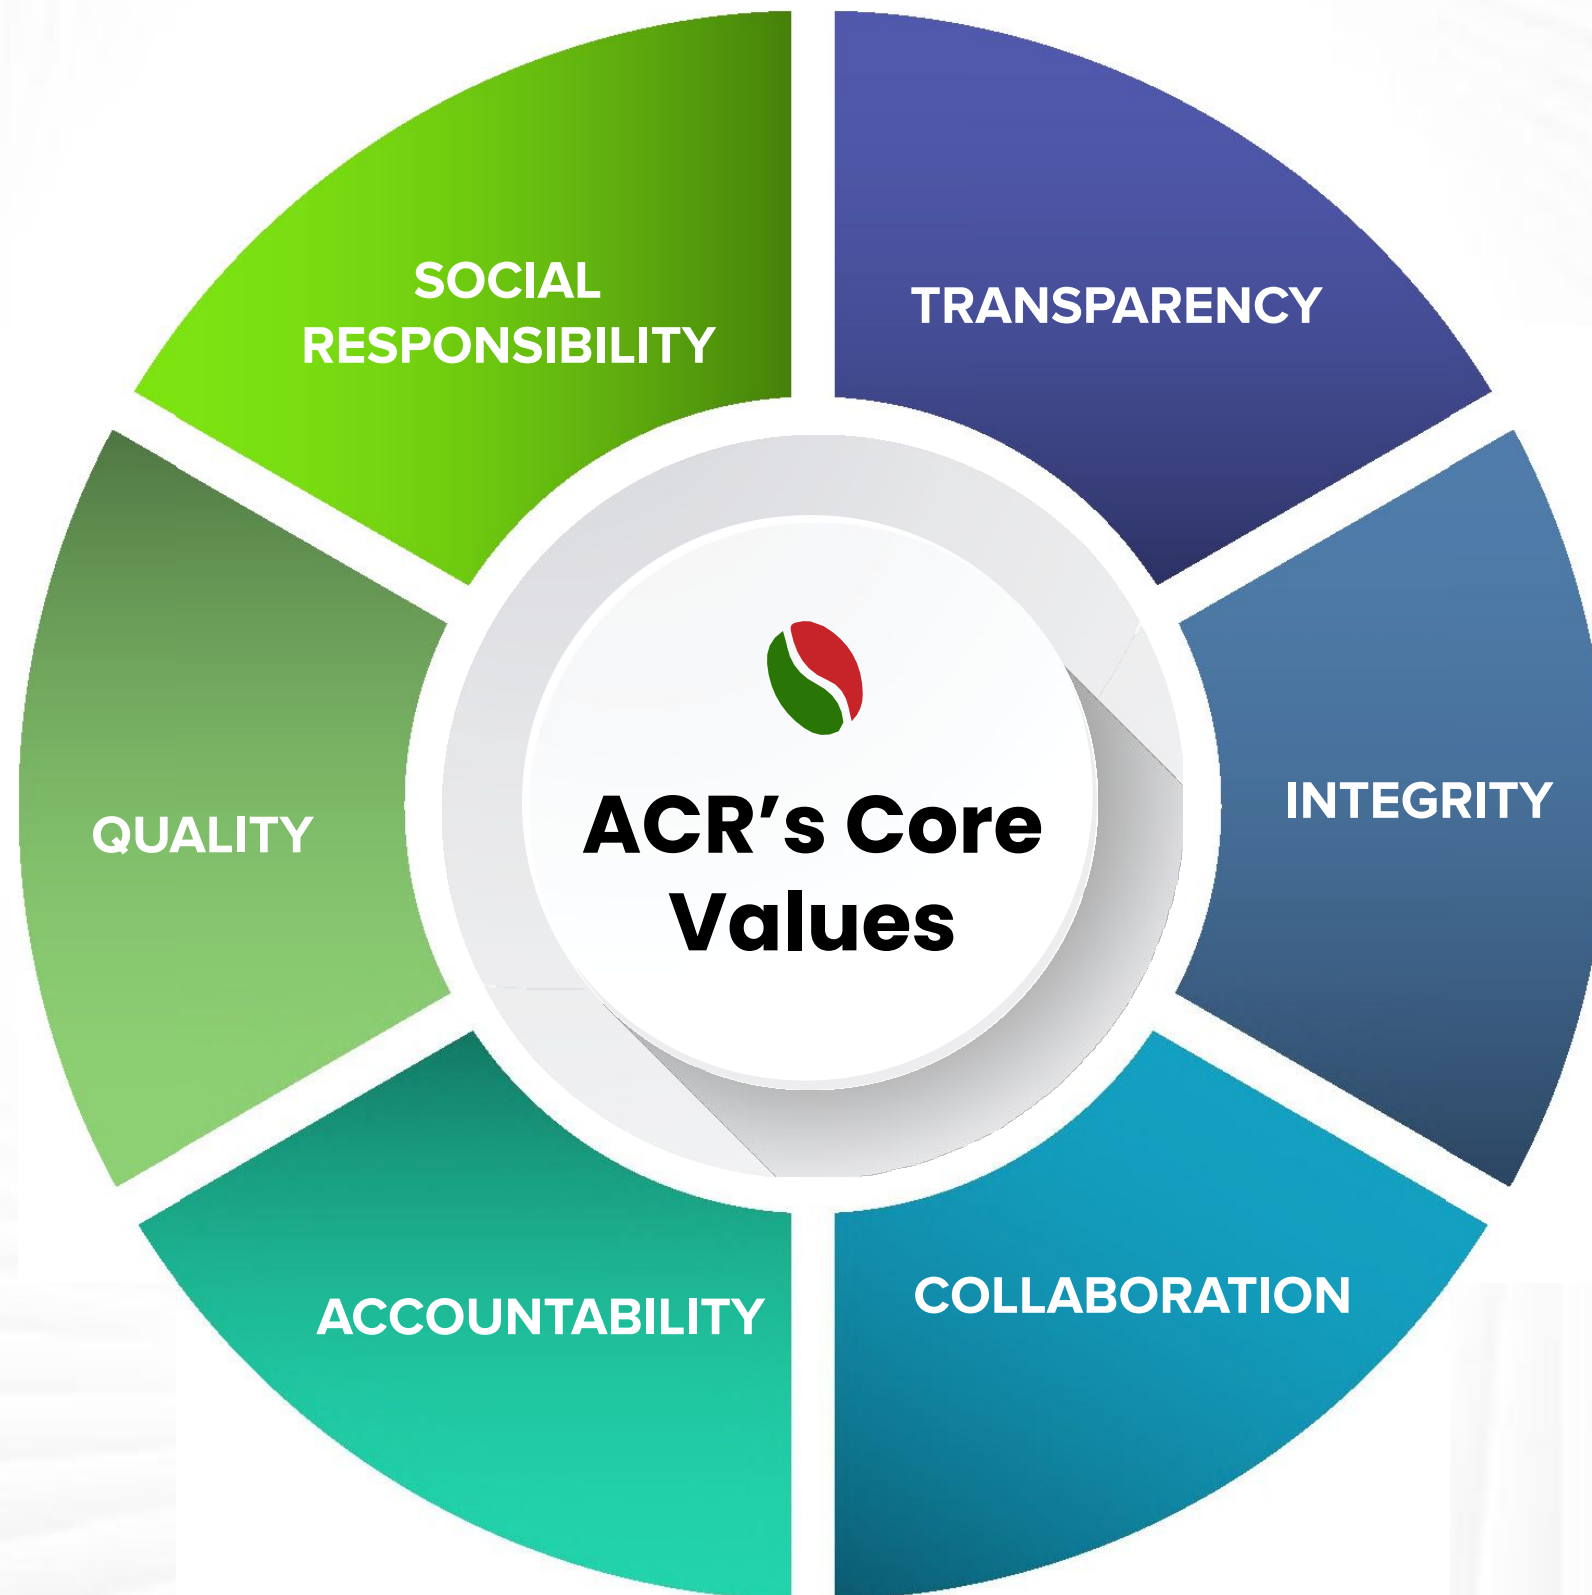 SOCIAL
RESPONSIBILITY
TRANSPARENCY
QUALITY
ACR’s Core
Values
INTEGRITY
ACCOUNTABILITY
COLLABORATION